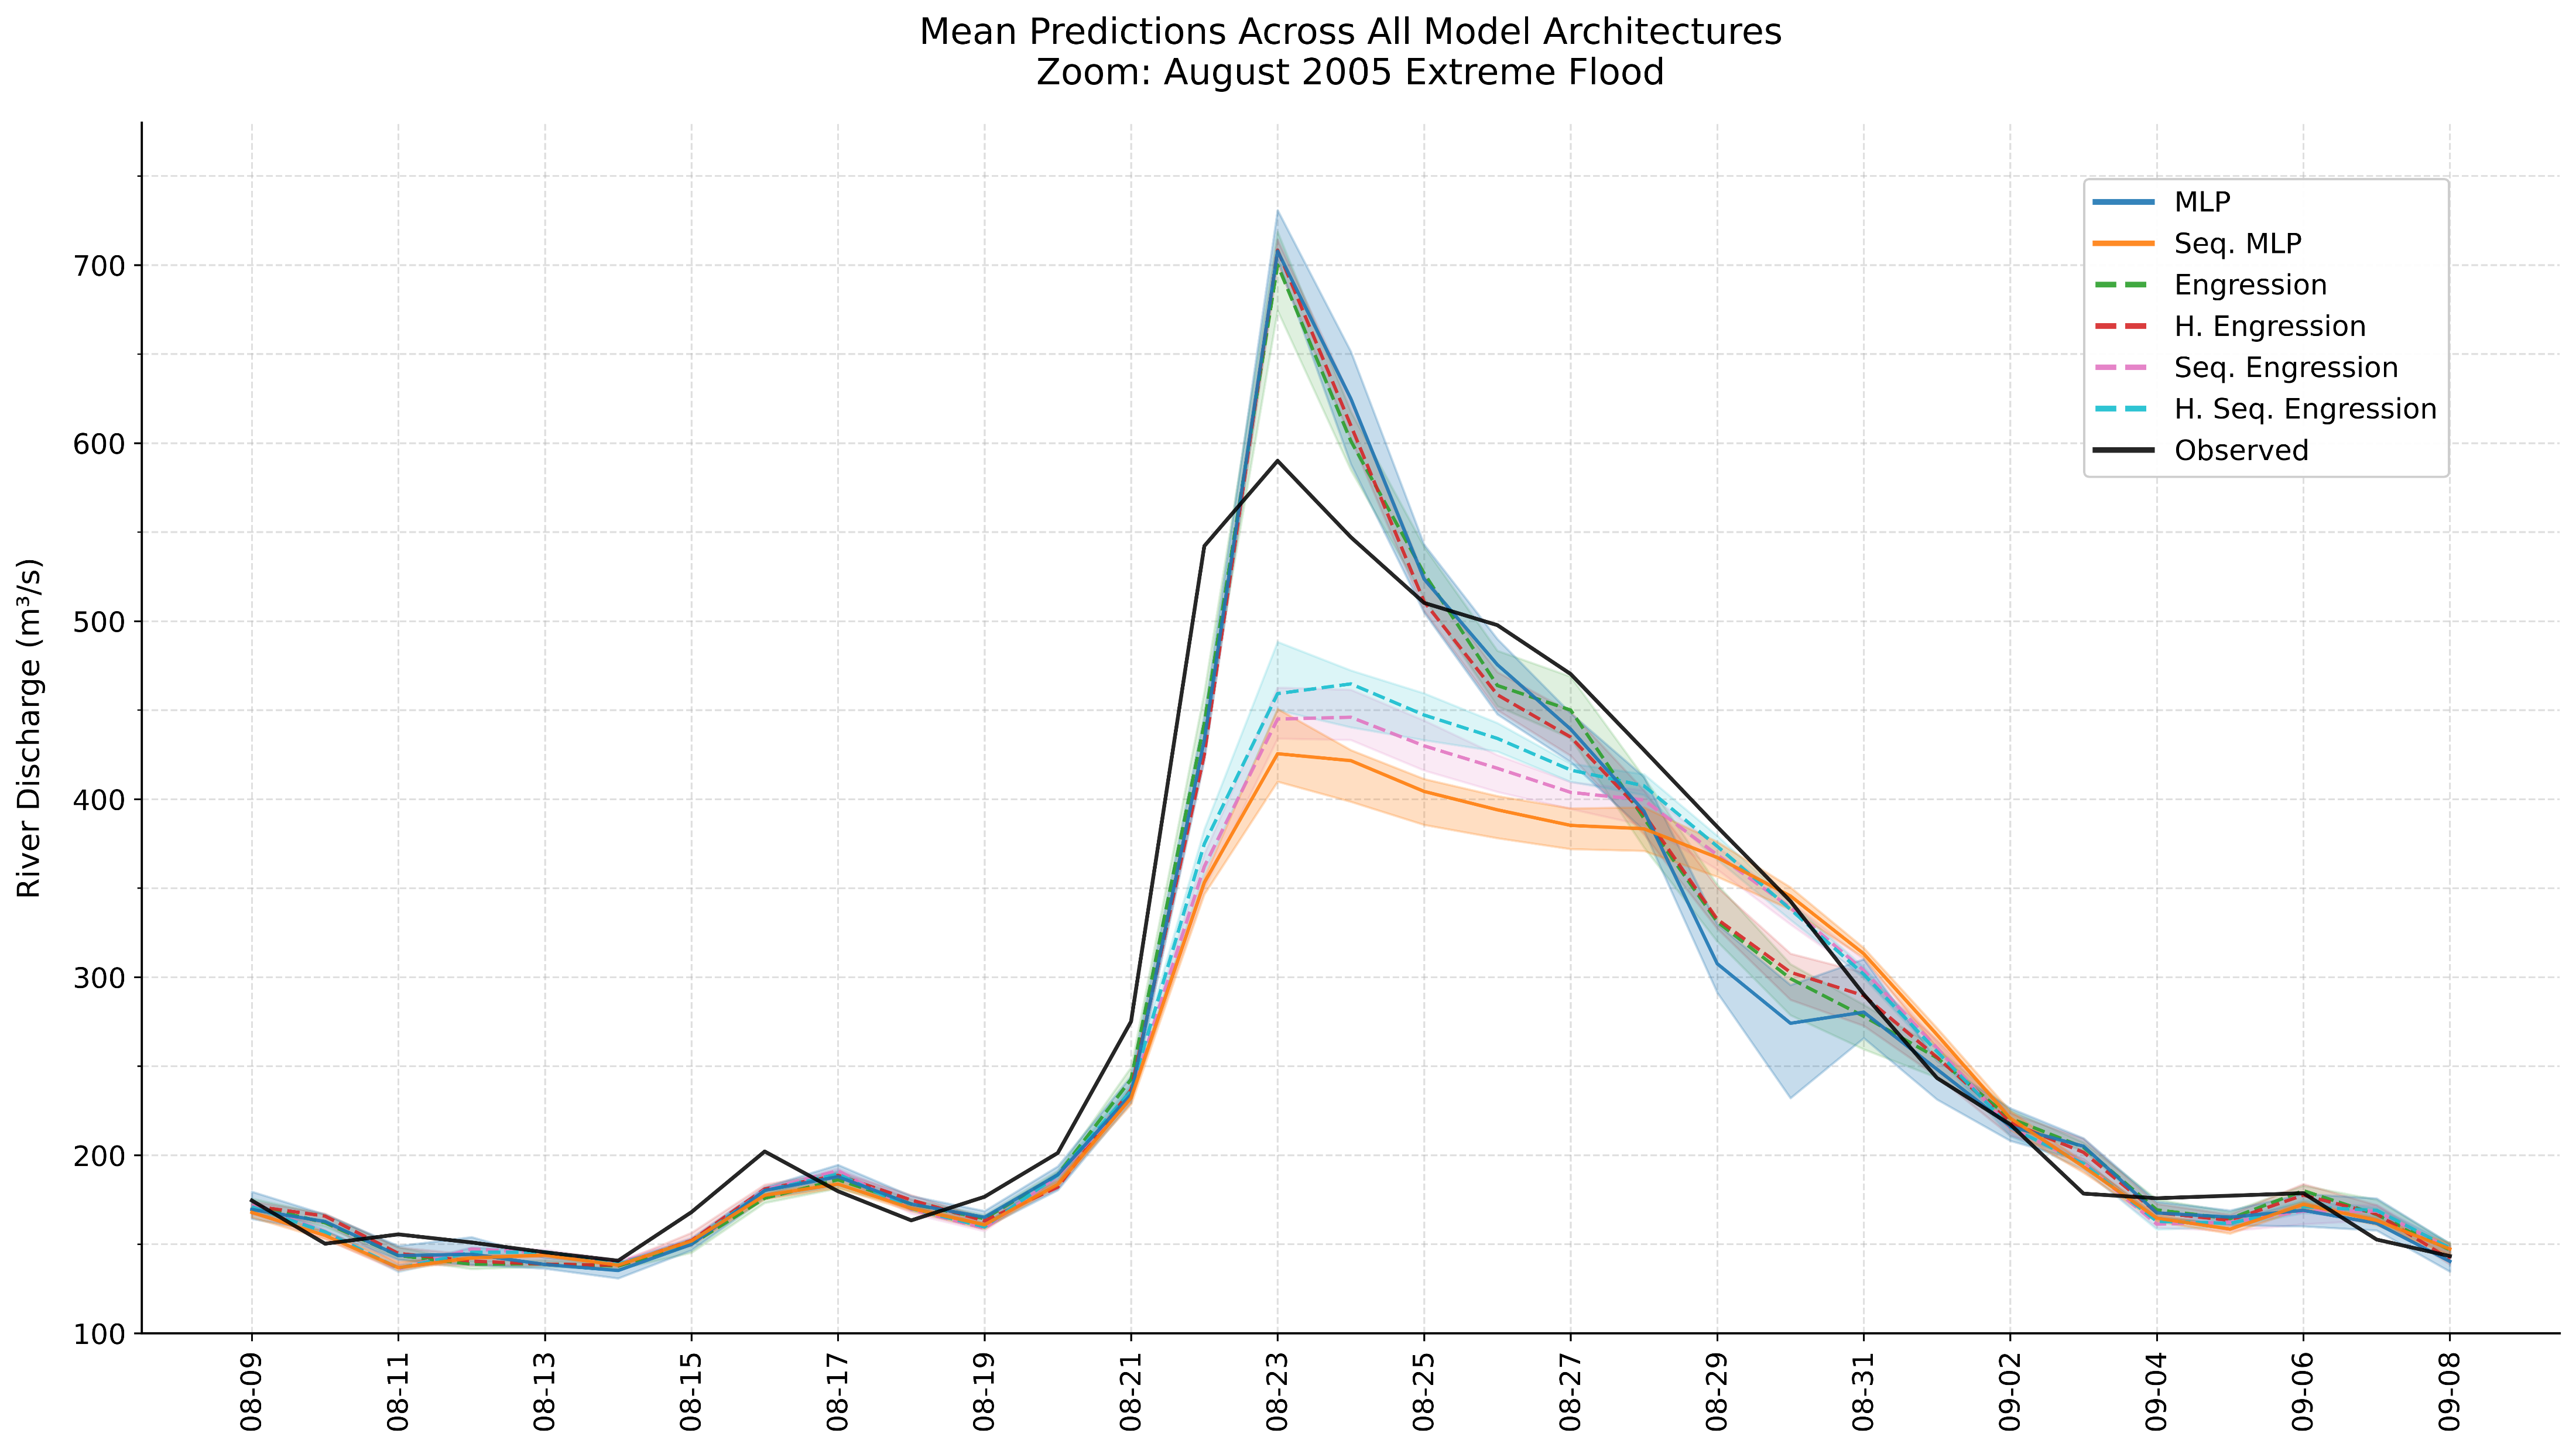 Mean Predictions Across All Model Architectures
Zoom: August 2005 Extreme Flood
River Discharge (m³/s)
700
600
500
400
300
200
100
MLP
Seq. MLP
Engression
H. Engression
Seq. Engression
H. Seq. Engression
Observed
08-09
08-11
08-13
08-15
08-17
08-19
08-21
08-23
08-25
08-27
08-29
08-31
09-02
09-04
09-06
09-08